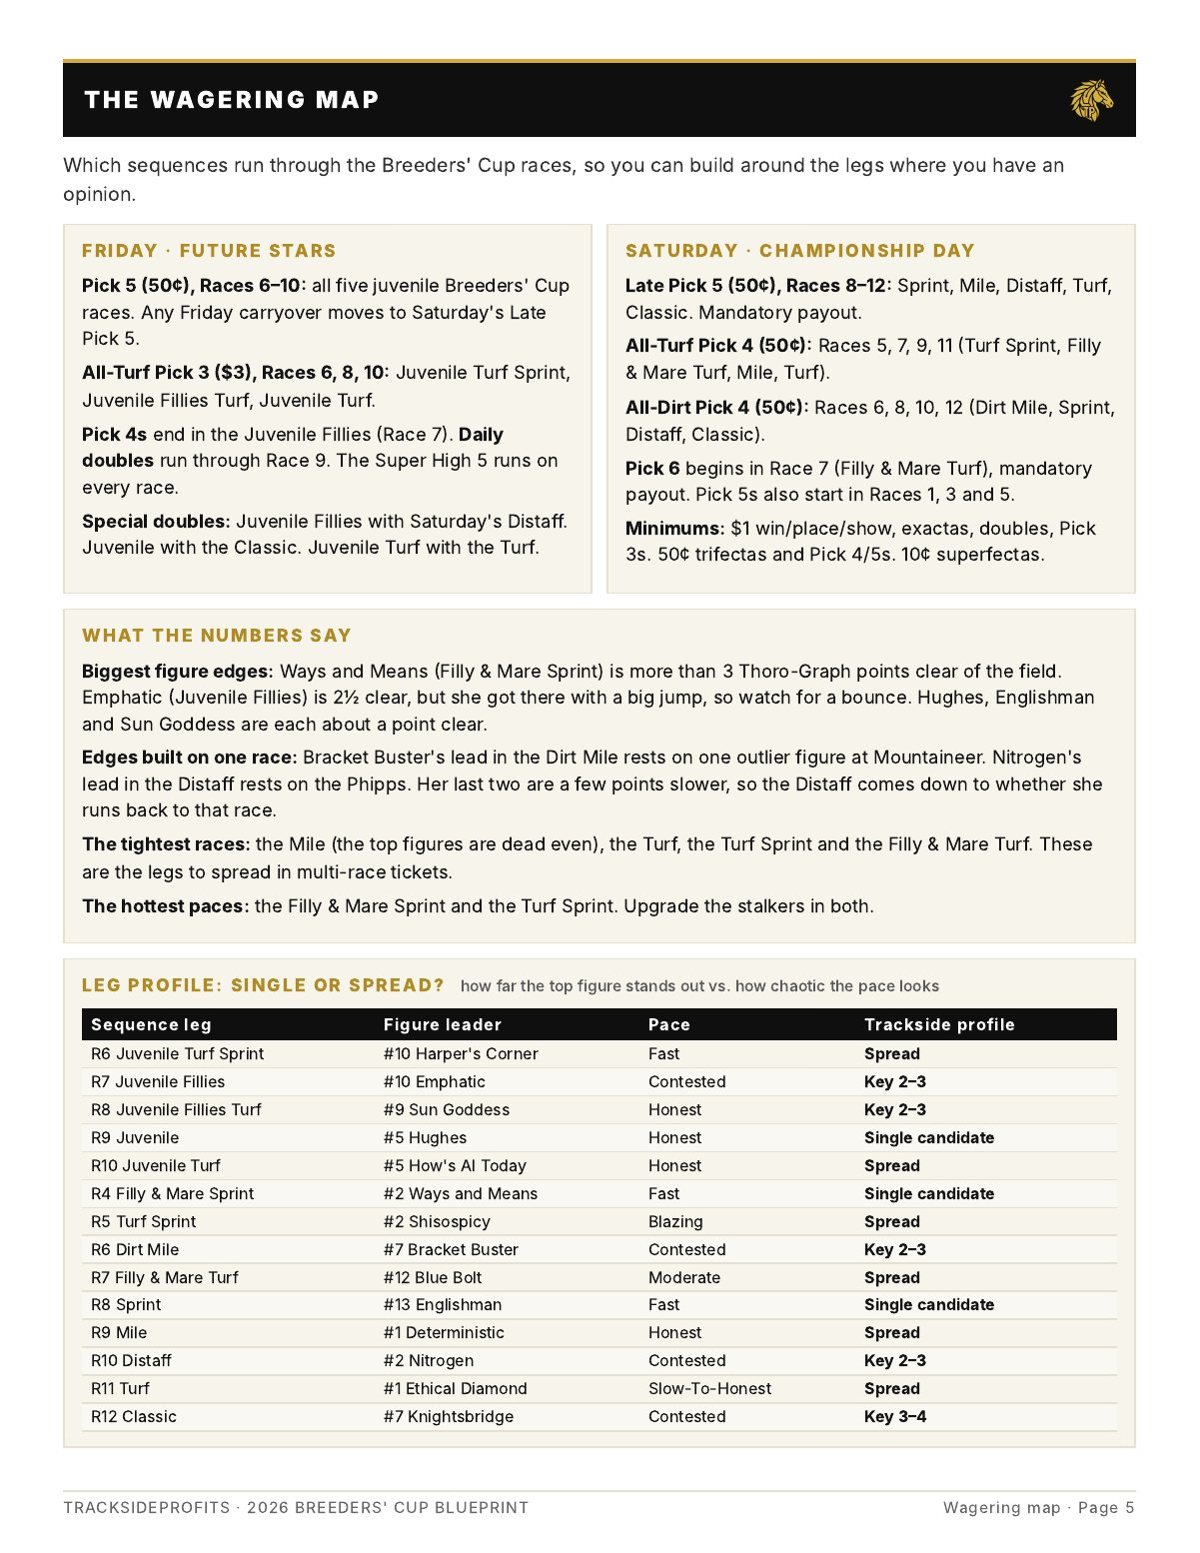 THE WAGERING MAP
Which sequences run through the Breeders' Cup races, so you can build around the legs where you have an
opinion.
FRIDAY · FUTURE STARS
Pick 5 (50¢), Races 6–10: all five juvenile Breeders' Cup
races. Any Friday carryover moves to Saturday's Late
Pick 5.
All-Turf Pick 3 ($3), Races 6, 8, 10: Juvenile Turf Sprint,
Juvenile Fillies Turf, Juvenile Turf.
Pick 4s end in the Juvenile Fillies (Race 7). Daily
doubles run through Race 9. The Super High 5 runs on
every race.
Special doubles: Juvenile Fillies with Saturday's Distaff.
Juvenile with the Classic. Juvenile Turf with the Turf.
SATURDAY · CHAMPIONSHIP DAY
Late Pick 5 (50¢), Races 8–12: Sprint, Mile, Distaff, Turf,
Classic. Mandatory payout.
All-Turf Pick 4 (50¢): Races 5, 7, 9, 11 (Turf Sprint, Filly
& Mare Turf, Mile, Turf).
All-Dirt Pick 4 (50¢): Races 6, 8, 10, 12 (Dirt Mile, Sprint,
Distaff, Classic).
Pick 6 begins in Race 7 (Filly & Mare Turf), mandatory
payout. Pick 5s also start in Races 1, 3 and 5.
Minimums: $1 win/place/show, exactas, doubles, Pick
3s. 50¢ trifectas and Pick 4/5s. 10¢ superfectas.
WHAT THE NUMBERS SAY
Biggest figure edges: Ways and Means (Filly & Mare Sprint) is more than 3 Thoro-Graph points clear of the field.
Emphatic (Juvenile Fillies) is 2½ clear, but she got there with a big jump, so watch for a bounce. Hughes, Englishman
and Sun Goddess are each about a point clear.
Edges built on one race: Bracket Buster's lead in the Dirt Mile rests on one outlier figure at Mountaineer. Nitrogen's
lead in the Distaff rests on the Phipps. Her last two are a few points slower, so the Distaff comes down to whether she
runs back to that race.
The tightest races: the Mile (the top figures are dead even), the Turf, the Turf Sprint and the Filly & Mare Turf. These
are the legs to spread in multi-race tickets.
The hottest paces: the Filly & Mare Sprint and the Turf Sprint. Upgrade the stalkers in both.
LEG PROFILE: SINGLE OR SPREAD? how far the top figure stands out vs. how chaotic the pace looks
Sequence leg Figure leader Pace Trackside profile
R6 Juvenile Turf Sprint #10 Harper's Corner Fast Spread
R7 Juvenile Fillies #10 Emphatic Contested Key 2–3
R8 Juvenile Fillies Turf #9 Sun Goddess Honest Key 2–3
R9 Juvenile #5 Hughes Honest Single candidate
R10 Juvenile Turf #5 How's AI Today Honest Spread
R4 Filly & Mare Sprint #2 Ways and Means Fast Single candidate
R5 Turf Sprint #2 Shisospicy Blazing Spread
R6 Dirt Mile #7 Bracket Buster Contested Key 2–3
R7 Filly & Mare Turf #12 Blue Bolt Moderate Spread
R8 Sprint #13 Englishman Fast Single candidate
R9 Mile #1 Deterministic Honest Spread
R10 Distaff #2 Nitrogen Contested Key 2–3
R11 Turf #1 Ethical Diamond Slow-To-Honest Spread
R12 Classic #7 Knightsbridge Contested Key 3–4
TRACKSIDEPROFITS · 2026 BREEDERS' CUP BLUEPRINT
Wagering map · Page 5